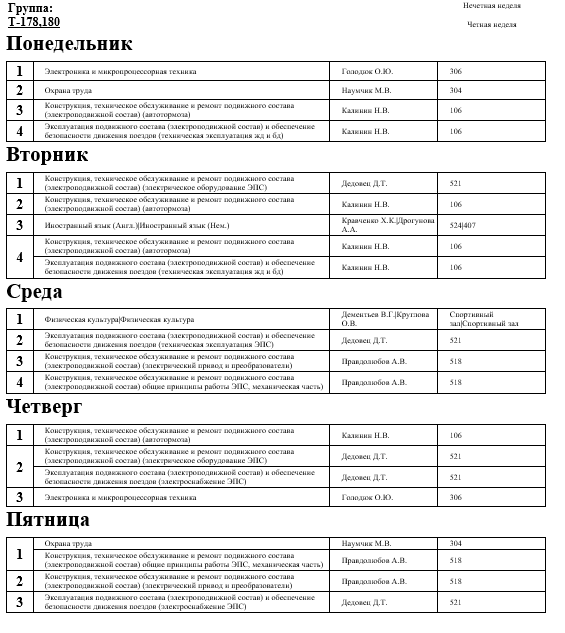 Группа:
Т-178,180
Нечетная неделя
Четная неделя
Понедельник
1 Электроника и микропроцессорная техника Голодюк О.Ю. 306
2 Охрана труда Наумчик М.В. 304
3 Конструкция, техническое обслуживание и ремонт подвижного состава
(электроподвижной состав) (автотормоза) Калинин Н.В. 106
4 Эксплуатация подвижного состава (электроподвижной состав) и обеспечение
безопасности движения поездов (техническая эксплуатация жд и бд) Калинин Н.В. 106
Вторник
1 Конструкция, техническое обслуживание и ремонт подвижного состава
(электроподвижной состав) (электрическое оборудование ЭПС) Дедовец Д.Т. 521
2 Конструкция, техническое обслуживание и ремонт подвижного состава
(электроподвижной состав) (автотормоза) Калинин Н.В. 106
3 Иностранный язык (Англ.)|Иностранный язык (Нем.) Кравченко Х.К.|Дрогунова
А.А. 524|407
4 Конструкция, техническое обслуживание и ремонт подвижного состава
(электроподвижной состав) (автотормоза) Калинин Н.В. 106
Эксплуатация подвижного состава (электроподвижной состав) и обеспечение
безопасности движения поездов (техническая эксплуатация жд и бд) Калинин Н.В. 106
Среда
1 Физическая культура|Физическая культура Дементьев В.Г.|Круглова
О.В. Спортивный
зал|Спортивный зал
2 Эксплуатация подвижного состава (электроподвижной состав) и обеспечение
безопасности движения поездов (техническая эксплуатация ЭПС) Дедовец Д.Т. 521
3 Конструкция, техническое обслуживание и ремонт подвижного состава
(электроподвижной состав) (электрический привод и преобразователи) Правдолюбов А.В. 518
4 Конструкция, техническое обслуживание и ремонт подвижного состава
(электроподвижной состав) общие принципы работы ЭПС, механическая часть) Правдолюбов А.В. 518
Четверг
1 Конструкция, техническое обслуживание и ремонт подвижного состава
(электроподвижной состав) (автотормоза) Калинин Н.В. 106
2 Конструкция, техническое обслуживание и ремонт подвижного состава
(электроподвижной состав) (электрическое оборудование ЭПС) Дедовец Д.Т. 521
Эксплуатация подвижного состава (электроподвижной состав) и обеспечение
безопасности движения поездов (электроснабжение ЭПС) Дедовец Д.Т. 521
3 Электроника и микропроцессорная техника Голодюк О.Ю. 306
Пятница
1 Охрана труда Наумчик М.В. 304
Конструкция, техническое обслуживание и ремонт подвижного состава
(электроподвижной состав) общие принципы работы ЭПС, механическая часть) Правдолюбов А.В. 518
2 Конструкция, техническое обслуживание и ремонт подвижного состава
(электроподвижной состав) (электрический привод и преобразователи) Правдолюбов А.В. 518
3 Эксплуатация подвижного состава (электроподвижной состав) и обеспечение
безопасности движения поездов (электроснабжение ЭПС) Дедовец Д.Т. 521